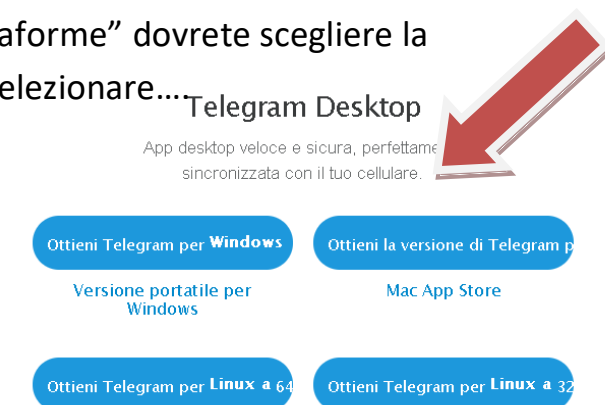 aforme” dovrete scegliere la
elezionare….
Telegram Desktop
App desktop veloce e sicura, perfettame
sincronizzata con il tuo cellulare.
Ottieni Telegram per Windows
Ottieni la versione di Telegram p
Versione portatile per
Windows
Mac App Store
Ottieni Telegram per Linux a 64
Ottieni Telegram per Linux a 32